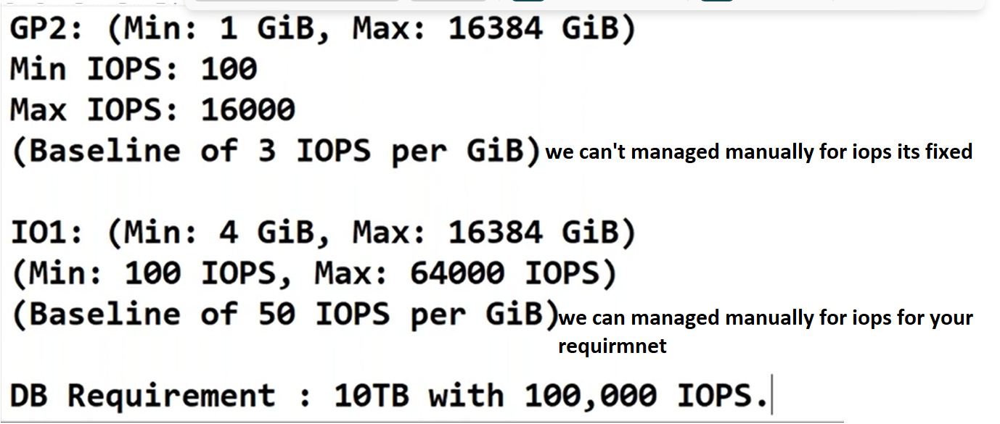 GP2: (Min: 1 GiB, Max: 16384 GiB)
Min IOPS: 100
Max IOPS: 16000
(Baseline of 3 IOPS per GiB) we can't managed manually for iops its fixed
IO1: (Min: 4 GiB, Max: 16384 GiB)
(Min: 100 IOPS, Max: 64000 IOPS)
(Baseline of 50 IOPS per GiB) we can managed manually for iops for your
requirmnet
DB Requirement : 10TB with 100,000 IOPS.